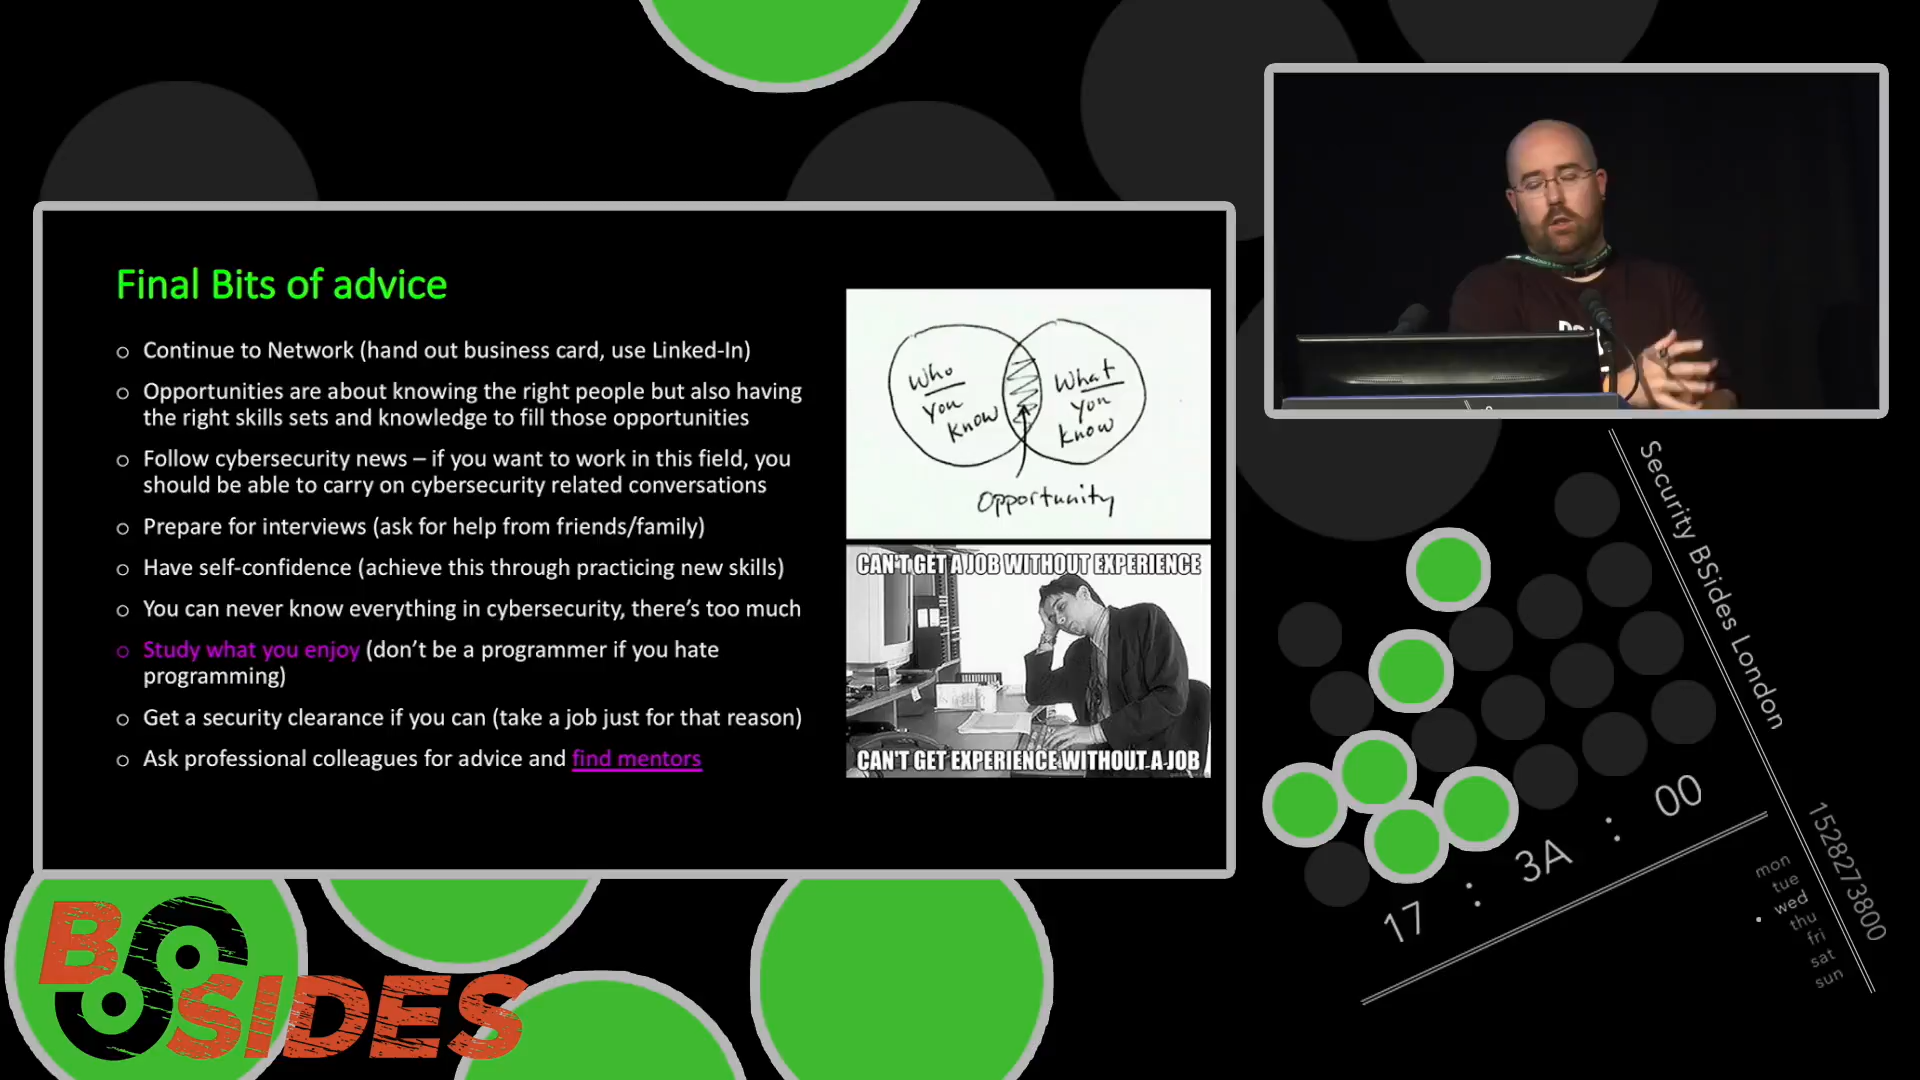 Final Bits of advice
Continue to Network (hand out business card, use Linked-In)
Opportunities are about knowing the right people but also having
the right skills sets and knowledge to fill those opportunities
Follow cybersecurity news – if you want to work in this field, you
should be able to carry on cybersecurity related conversations
Prepare for interviews (ask for help from friends/family)
Have self-confidence (achieve this through practicing new skills)
You can never know everything in cybersecurity, there's too much
Study what you enjoy (don't be a programmer if you hate
programming)
Get a security clearance if you can (take a job just for that reason)
Ask professional colleagues for advice and find mentors
Who
you
know
What
you
know
Opportunity
CAN'T GET A JOB WITHOUT EXPERIENCE
CAN'T GET EXPERIENCE WITHOUT A JOB
Security BSides London
17 : 3A : 00
1528273800
mon
tue
wed
thu
fri
sat
sun
B
SIDES